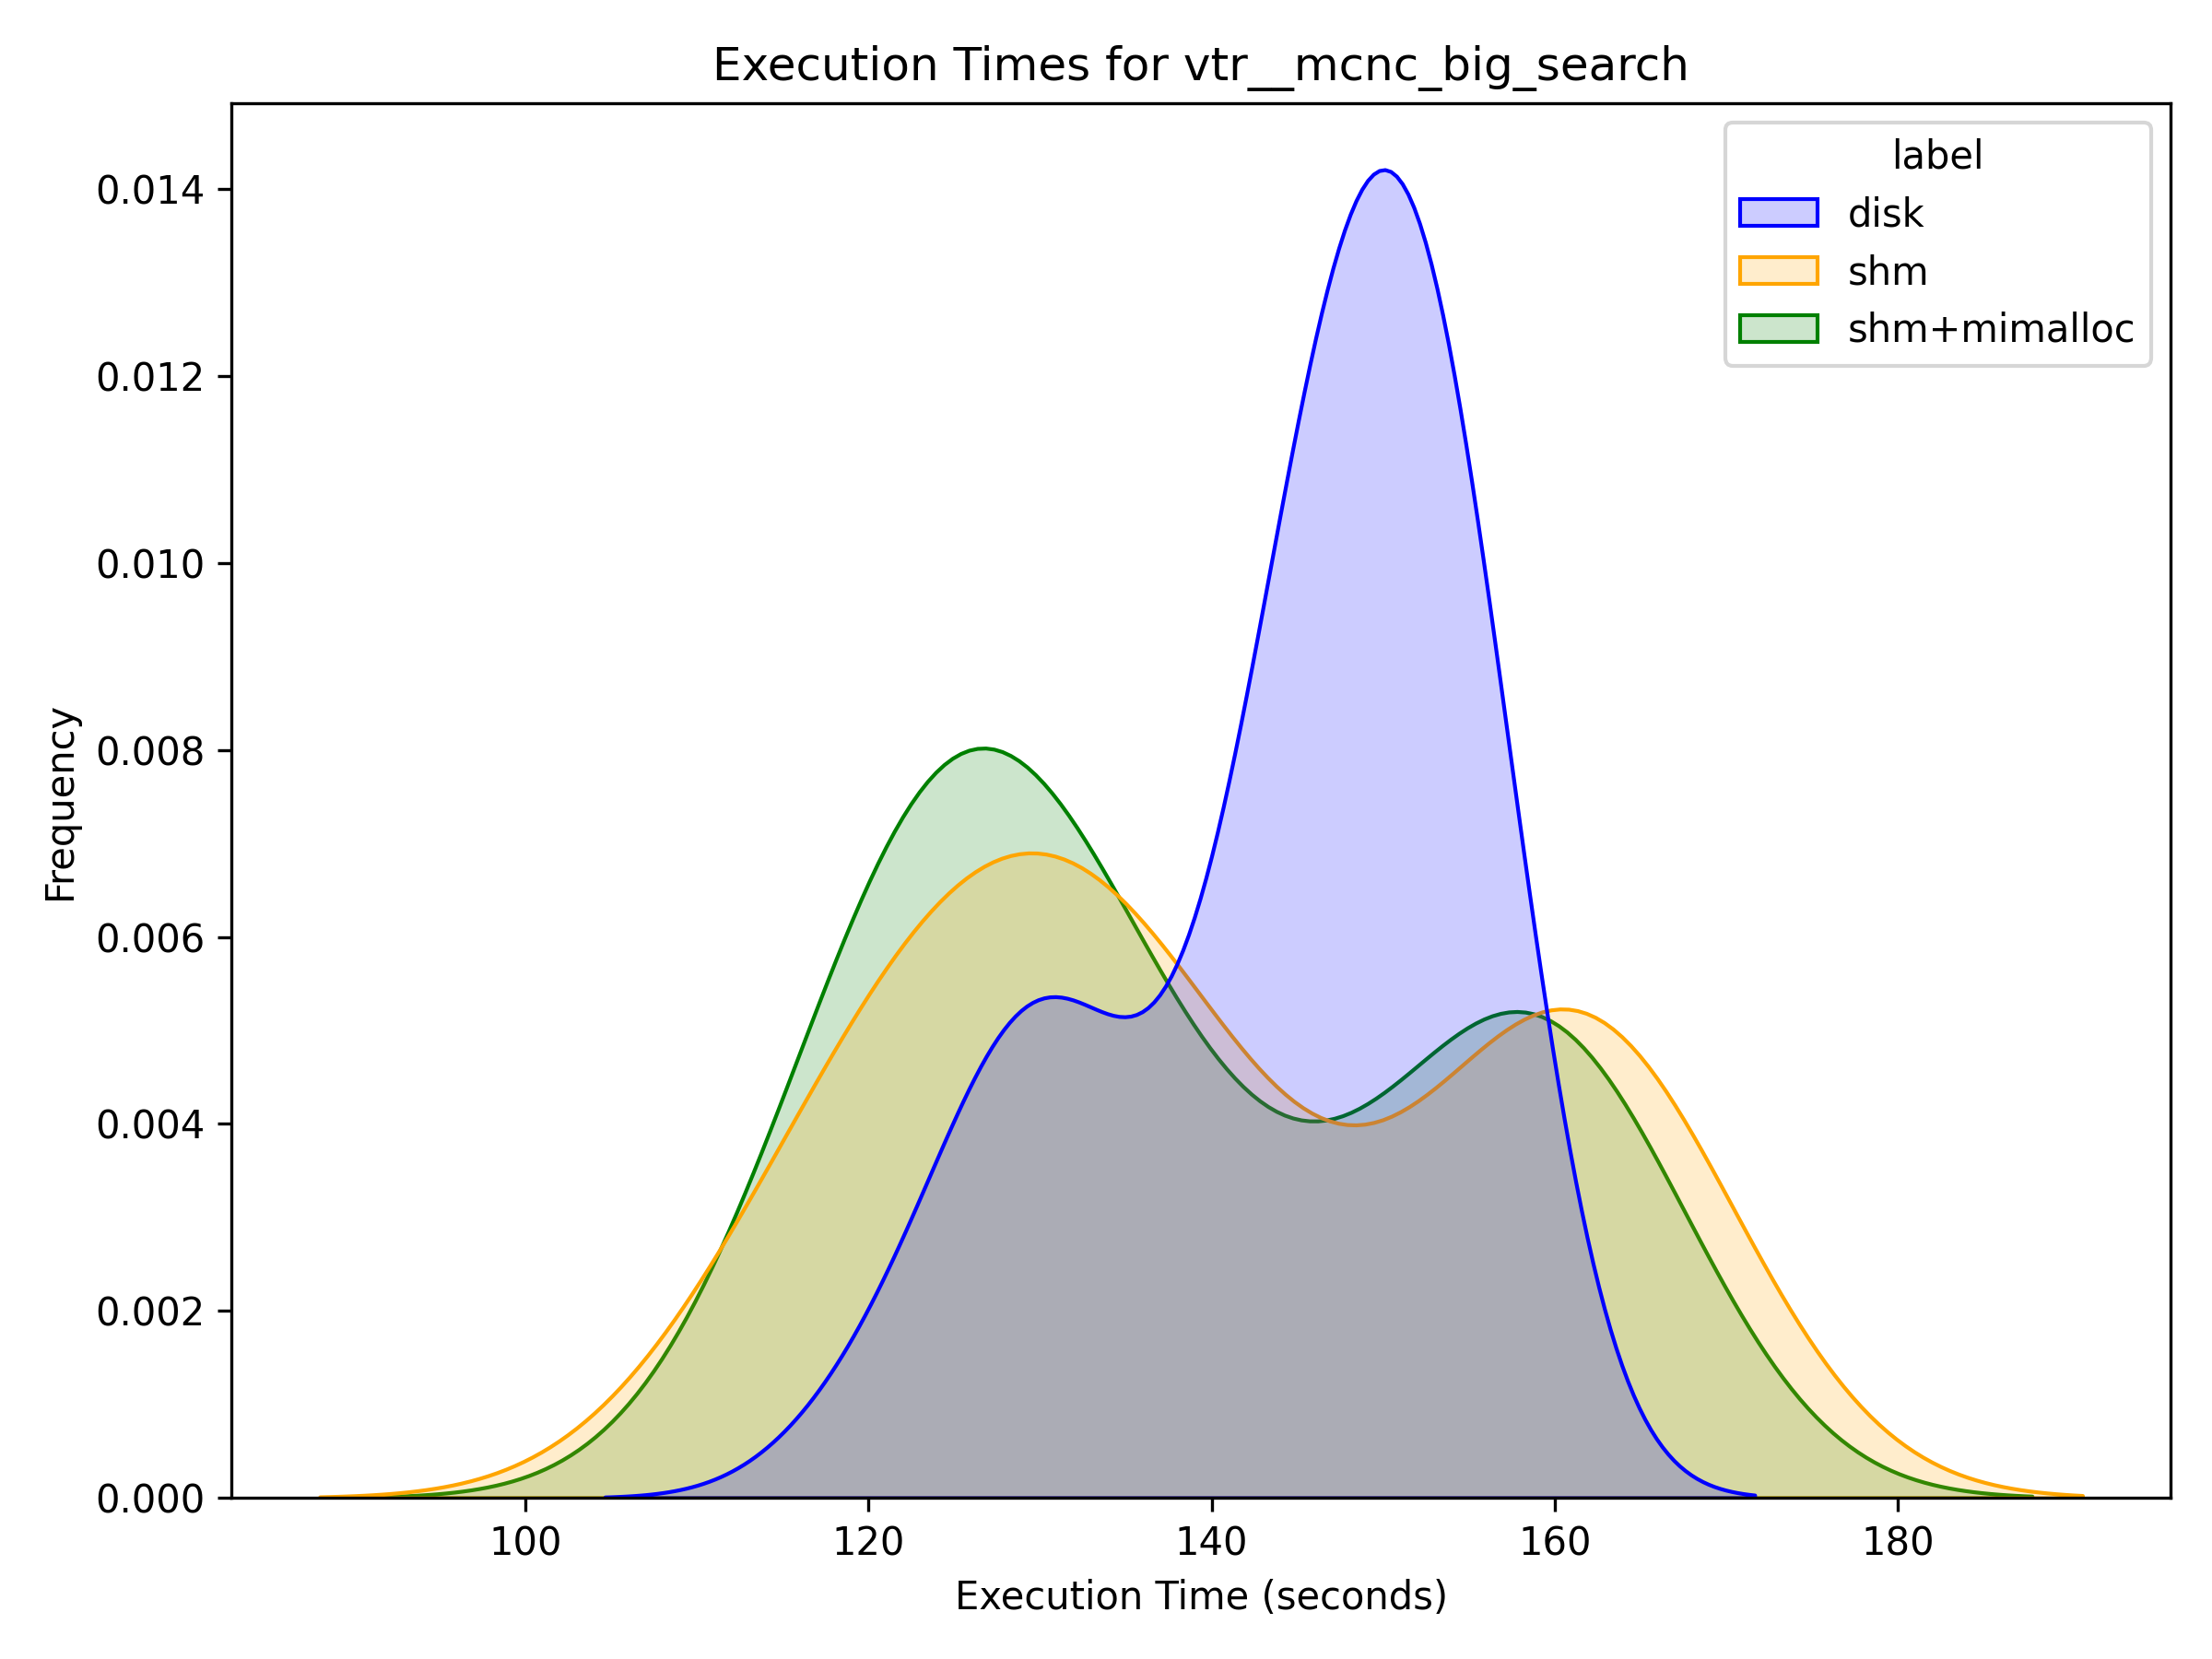 Execution Times for vtr__mcnc_big_search
label
disk
shm
shm+mimalloc
0.014
0.012
0.010
0.008
0.006
0.004
0.002
0.000
Frequency
100 120 140 160 180
Execution Time (seconds)